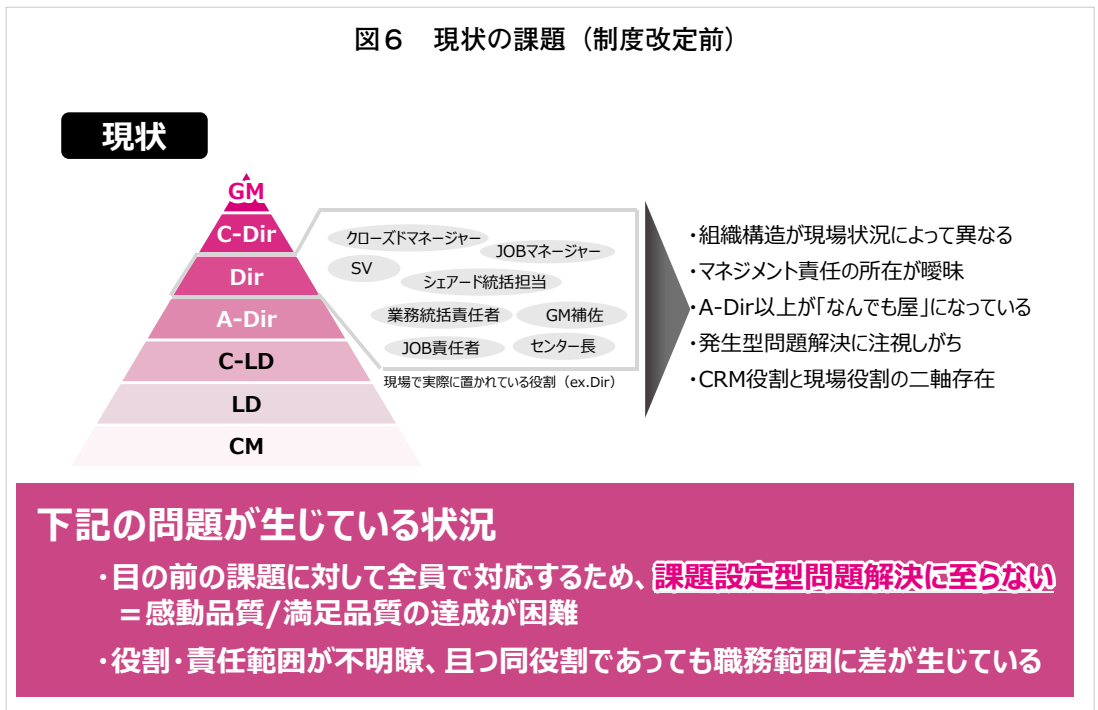 図６　現状の課題（制度改定前）
現状
GM
C-Dir
Dir
A-Dir
C-LD
LD
CM
クローズドマネージャー
JOBマネージャー
SV
シェアード統括担当
業務統括責任者
GM補佐
JOB責任者
センター長
現場で実際に置かれている役割（ex.Dir）
・組織構造が現場状況によって異なる
・マネジメント責任の所在が曖昧
・A-Dir以上が「なんでも屋」になっている
・発生型問題解決に注視しがち
・CRM役割と現場役割の二軸存在
下記の問題が生じている状況
・目の前の課題に対して全員で対応するため、課題設定型問題解決に至らない
＝感動品質/満足品質の達成が困難
・役割・責任範囲が不明瞭、且つ同役割であっても職務範囲に差が生じている